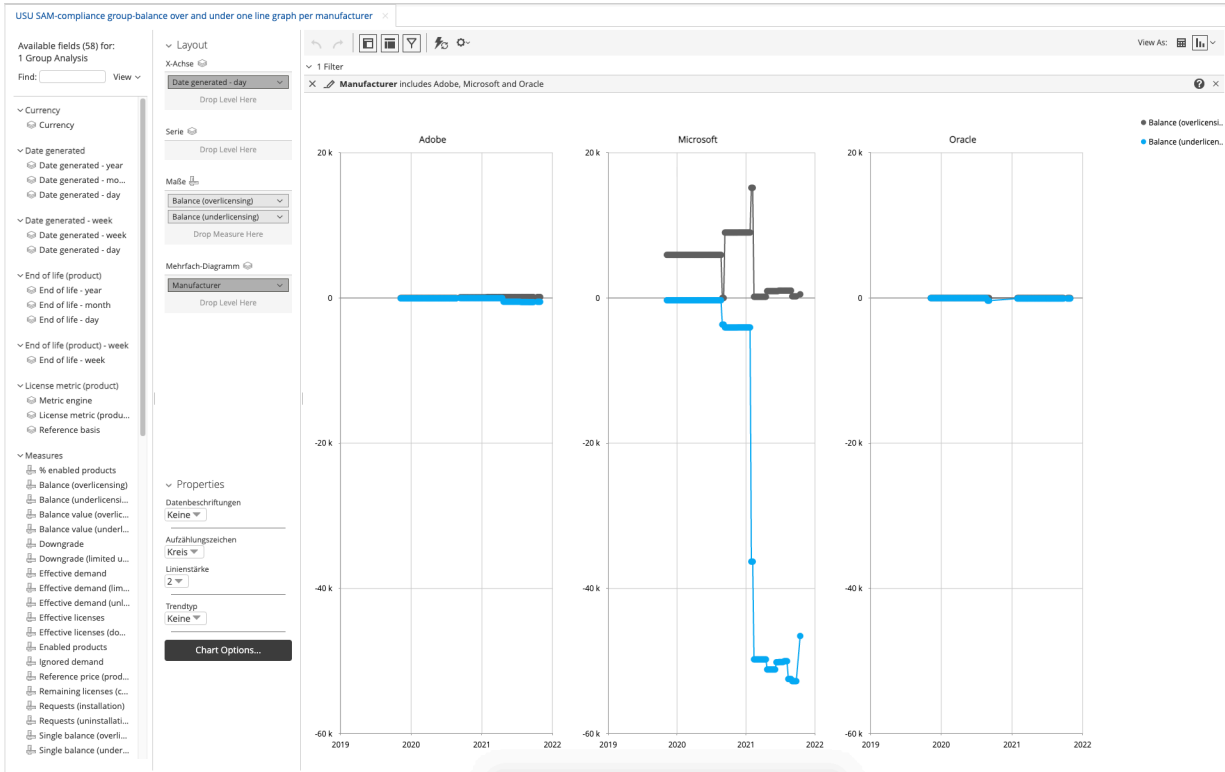 USU SAM-compliance group-balance over and under one line graph per manufacturer
Available fields (58) for:
1 Group Analysis
Find:
View
Currency
Currency
Date generated
Date generated - year
Date generated - mo...
Date generated - day
Date generated - week
Date generated - week
Date generated - day
End of life (product)
End of life - year
End of life - month
End of life - day
End of life (product) - week
End of life - week
License metric (product)
Metric engine
License metric (produ...
Reference basis
Measures
% enabled products
Balance (overlicensing)
Balance (underlicensi...
Balance value (overlic...
Balance value (underl...
Downgrade
Downgrade (limited u...
Effective demand
Effective demand (lim...
Effective demand (unl...
Effective licenses
Effective licenses (do...
Enabled products
Ignored demand
Reference price (prod...
Remaining licenses (c...
Requests (installation)
Requests (uninstallati...
Single balance (overli...
Single balance (under...
Layout
X-Achse
Date generated - day
Drop Level Here
Serie
Drop Level Here
Maße
Balance (overlicensing)
Balance (underlicensing)
Drop Measure Here
Mehrfach-Diagramm
Manufacturer
Drop Level Here
Properties
Datenbeschriftungen
Keine
Aufzählungszeichen
Kreis
Linienstärke
2
Trendtyp
Keine
Chart Options...
View As:
1 Filter
Manufacturer includes Adobe, Microsoft and Oracle
Balance (overlicensi..
Balance (underlicen..
Adobe
20 k
0
-20 k
-40 k
-60 k
2019 2020 2021 2022
Microsoft
20 k
0
-20 k
-40 k
-60 k
2019 2020 2021 2022
Oracle
20 k
0
-20 k
-40 k
-60 k
2019 2020 2021 2022